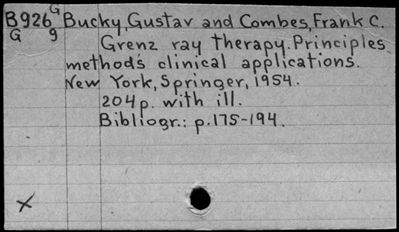 B926 G Bucky, Gustav and Combes, Frank C.
G 9 Grenz ray therapy. Principles
methods clinical applications.
New York, Springer, 1954.
204p. with ill.
Bibliogr.: p.175-194.
X